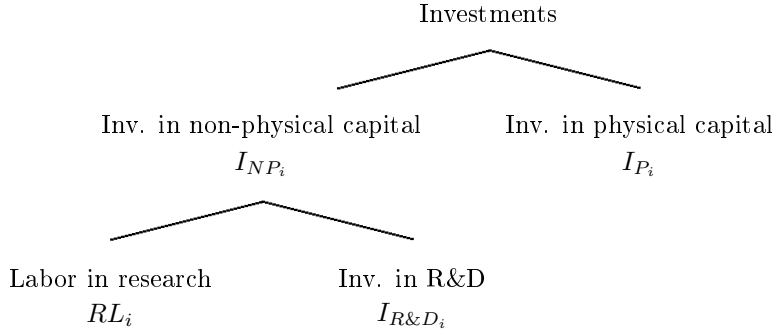 Investments
Inv. in non-physical capital
Inv. in physical capital
$I_{NP_i}$
$I_{P_i}$
Labor in research
Inv. in R&D
$RL_i$
$I_{R\&D_i}$